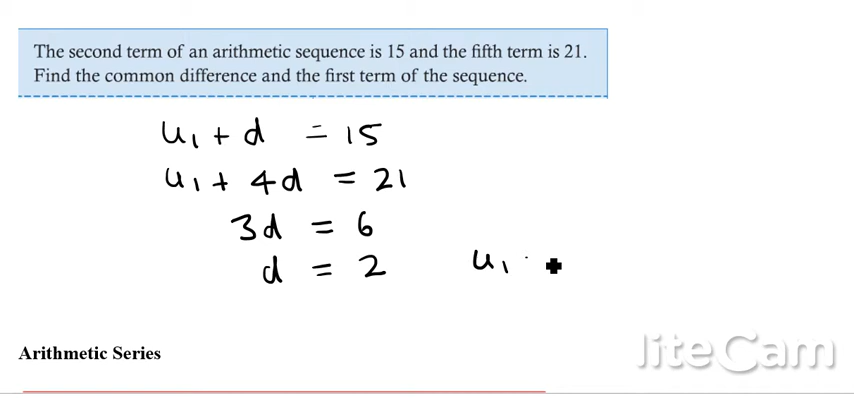 The second term of an arithmetic sequence is 15 and the fifth term is 21.
Find the common difference and the first term of the sequence.
u₁ + d = 15
u₁ + 4d = 21
3d = 6
d = 2 u₁
Arithmetic Series
liteCam